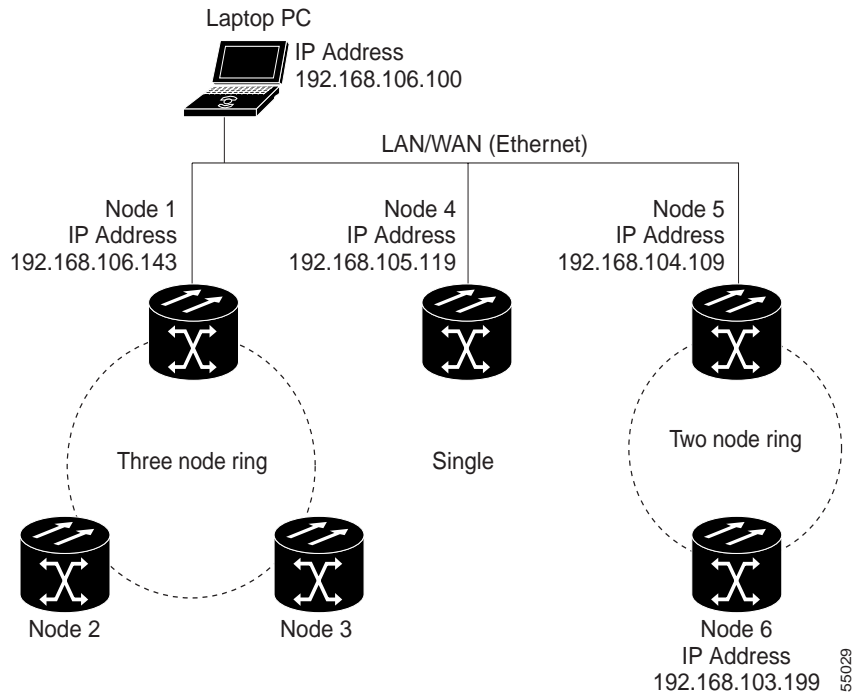 Laptop PC
IP Address
192.168.106.100
LAN/WAN (Ethernet)
Node 1
IP Address
192.168.106.143
Node 4
IP Address
192.168.105.119
Node 5
IP Address
192.168.104.109
Three node ring
Single
Two node ring
Node 2
Node 3
Node 6
IP Address
192.168.103.199
55029